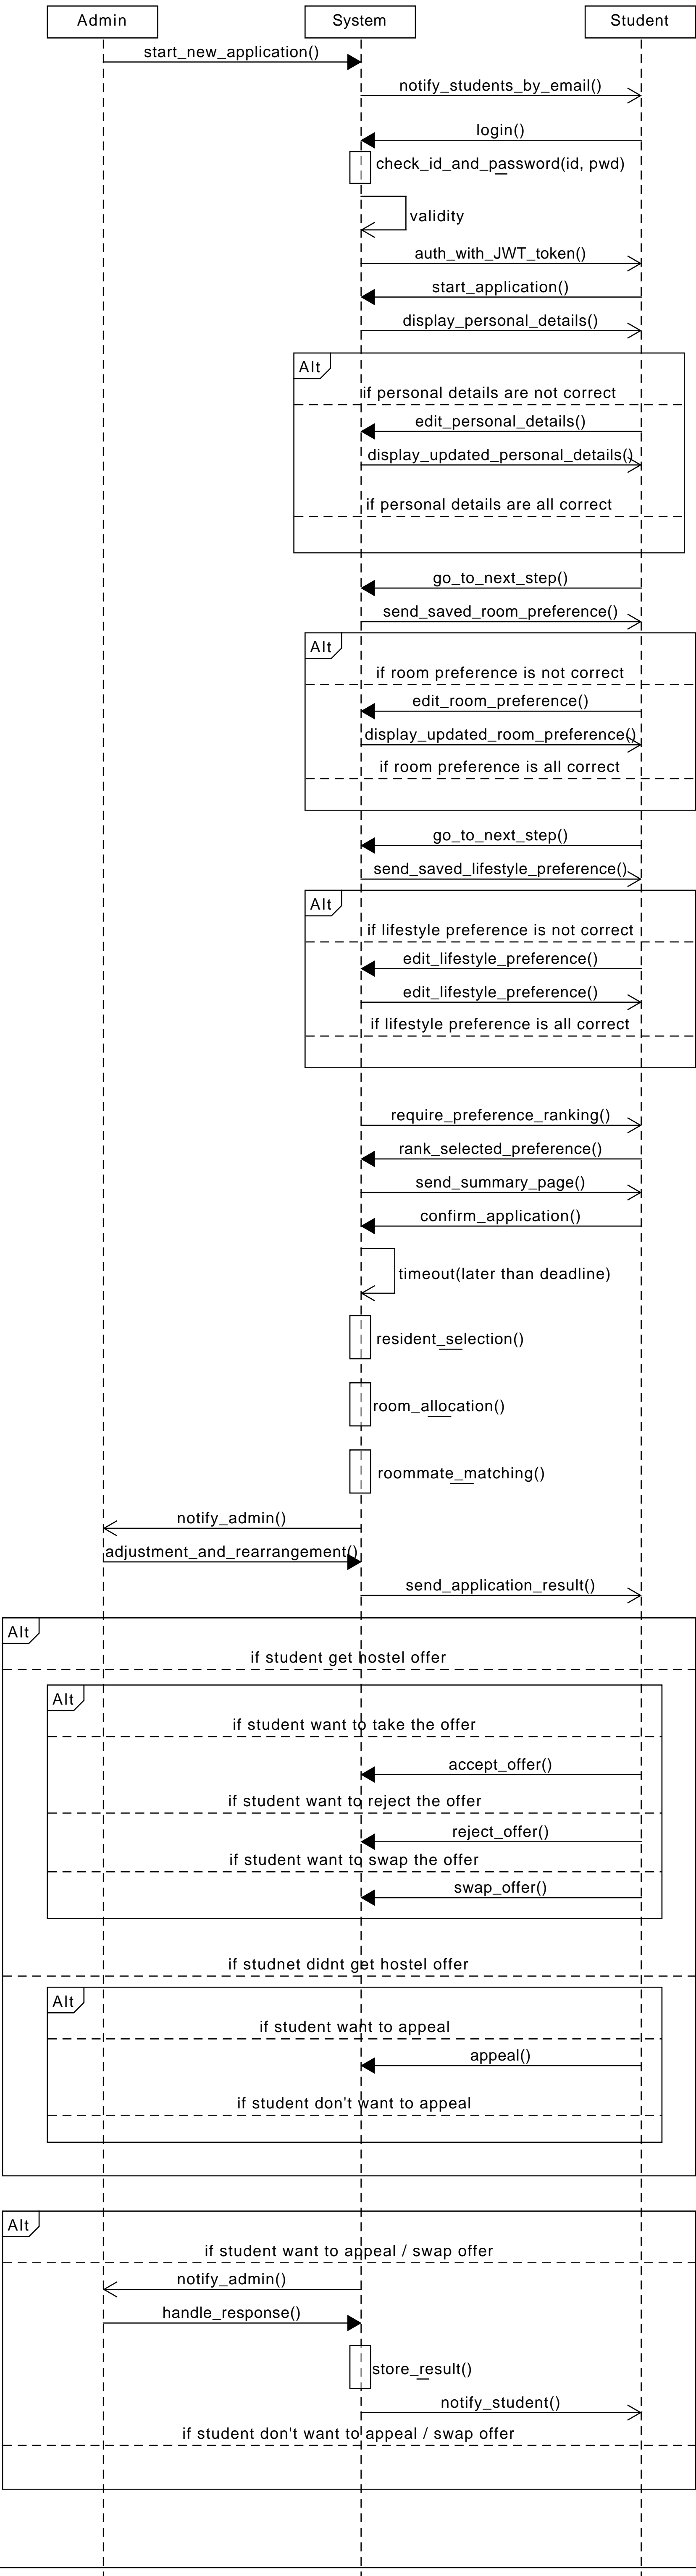 Admin
System
Student
start_new_application()
notify_students_by_email()
login()
check_id_and_password(id, pwd)
validity
auth_with_JWT_token()
start_application()
display_personal_details()
Alt
if personal details are not correct
edit_personal_details()
display_updated_personal_details()
if personal details are all correct
go_to_next_step()
send_saved_room_preference()
Alt
if room preference is not correct
edit_room_preference()
display_updated_room_preference()
if room preference is all correct
go_to_next_step()
send_saved_lifestyle_preference()
Alt
if lifestyle preference is not correct
edit_lifestyle_preference()
edit_lifestyle_preference()
if lifestyle preference is all correct
require_preference_ranking()
rank_selected_preference()
send_summary_page()
confirm_application()
timeout(later than deadline)
resident_selection()
room_allocation()
roommate_matching()
notify_admin()
adjustment_and_rearrangement()
send_application_result()
Alt
if student get hostel offer
Alt
if student want to take the offer
accept_offer()
if student want to reject the offer
reject_offer()
if student want to swap the offer
swap_offer()
if studnet didnt get hostel offer
Alt
if student want to appeal
appeal()
if student don't want to appeal
Alt
if student want to appeal / swap offer
notify_admin()
handle_response()
store_result()
notify_student()
if student don't want to appeal / swap offer